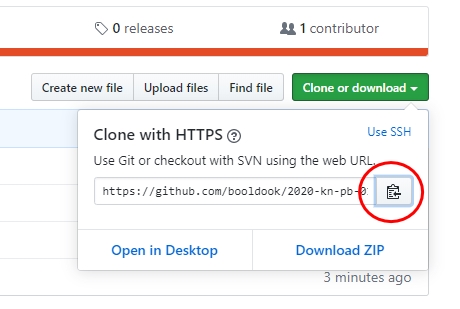 0 releases
1 contributor
Create new file
Upload files
Find file
Clone or download
Clone with HTTPS
Use SSH
Use Git or checkout with SVN using the web URL.
https://github.com/booldook/2020-kn-pb-0
Open in Desktop
Download ZIP
3 minutes ago